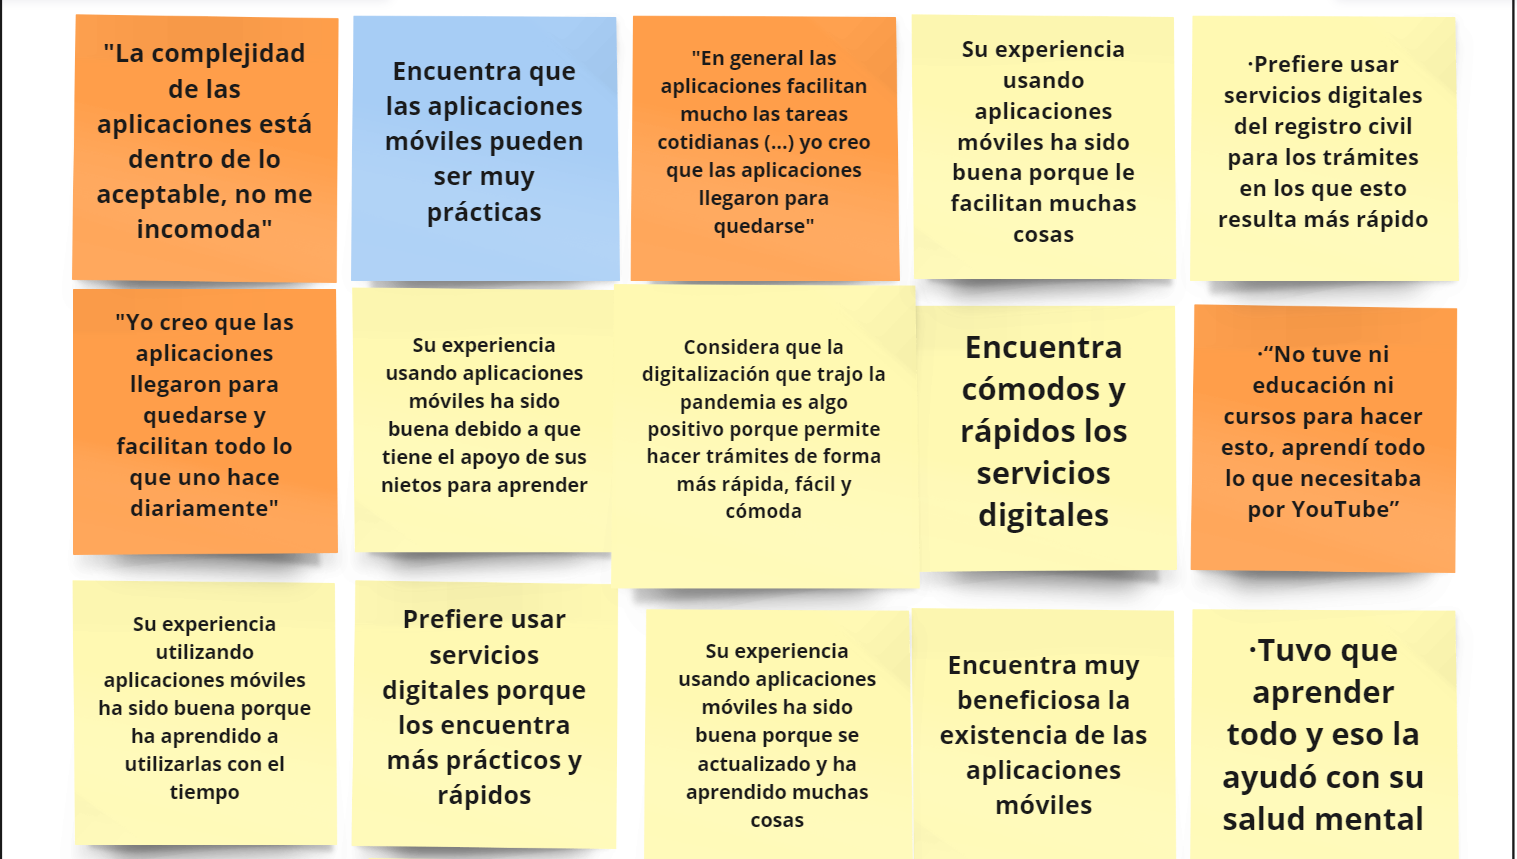 "La complejidad
de las
aplicaciones está
dentro de lo
aceptable, no me
incomoda"
Encuentra que
las aplicaciones
móviles pueden
ser muy
prácticas
"En general las
aplicaciones facilitan
mucho las tareas
cotidianas (...) yo creo
que las aplicaciones
llegaron para
quedarse"
Su experiencia
usando
aplicaciones
móviles ha sido
buena porque le
facilitan muchas
cosas
·Prefiere usar
servicios digitales
del registro civil
para los trámites
en los que esto
resulta más rápido
"Yo creo que las
aplicaciones
llegaron para
quedarse y
facilitan todo lo
que uno hace
diariamente"
Su experiencia
usando aplicaciones
móviles ha sido
buena debido a que
tiene el apoyo de sus
nietos para aprender
Considera que la
digitalización que trajo la
pandemia es algo
positivo porque permite
hacer trámites de forma
más rápida, fácil y
cómoda
Encuentra
cómodos y
rápidos los
servicios
digitales
·“No tuve ni
educación ni
cursos para hacer
esto, aprendí todo
lo que necesitaba
por YouTube”
Su experiencia
utilizando
aplicaciones móviles
ha sido buena porque
ha aprendido a
utilizarlas con el
tiempo
Prefiere usar
servicios
digitales porque
los encuentra
más prácticos y
rápidos
Su experiencia
usando aplicaciones
móviles ha sido
buena porque se
actualizado y ha
aprendido muchas
cosas
Encuentra muy
beneficiosa la
existencia de las
aplicaciones
móviles
·Tuvo que
aprender
todo y eso la
ayudó con su
salud mental